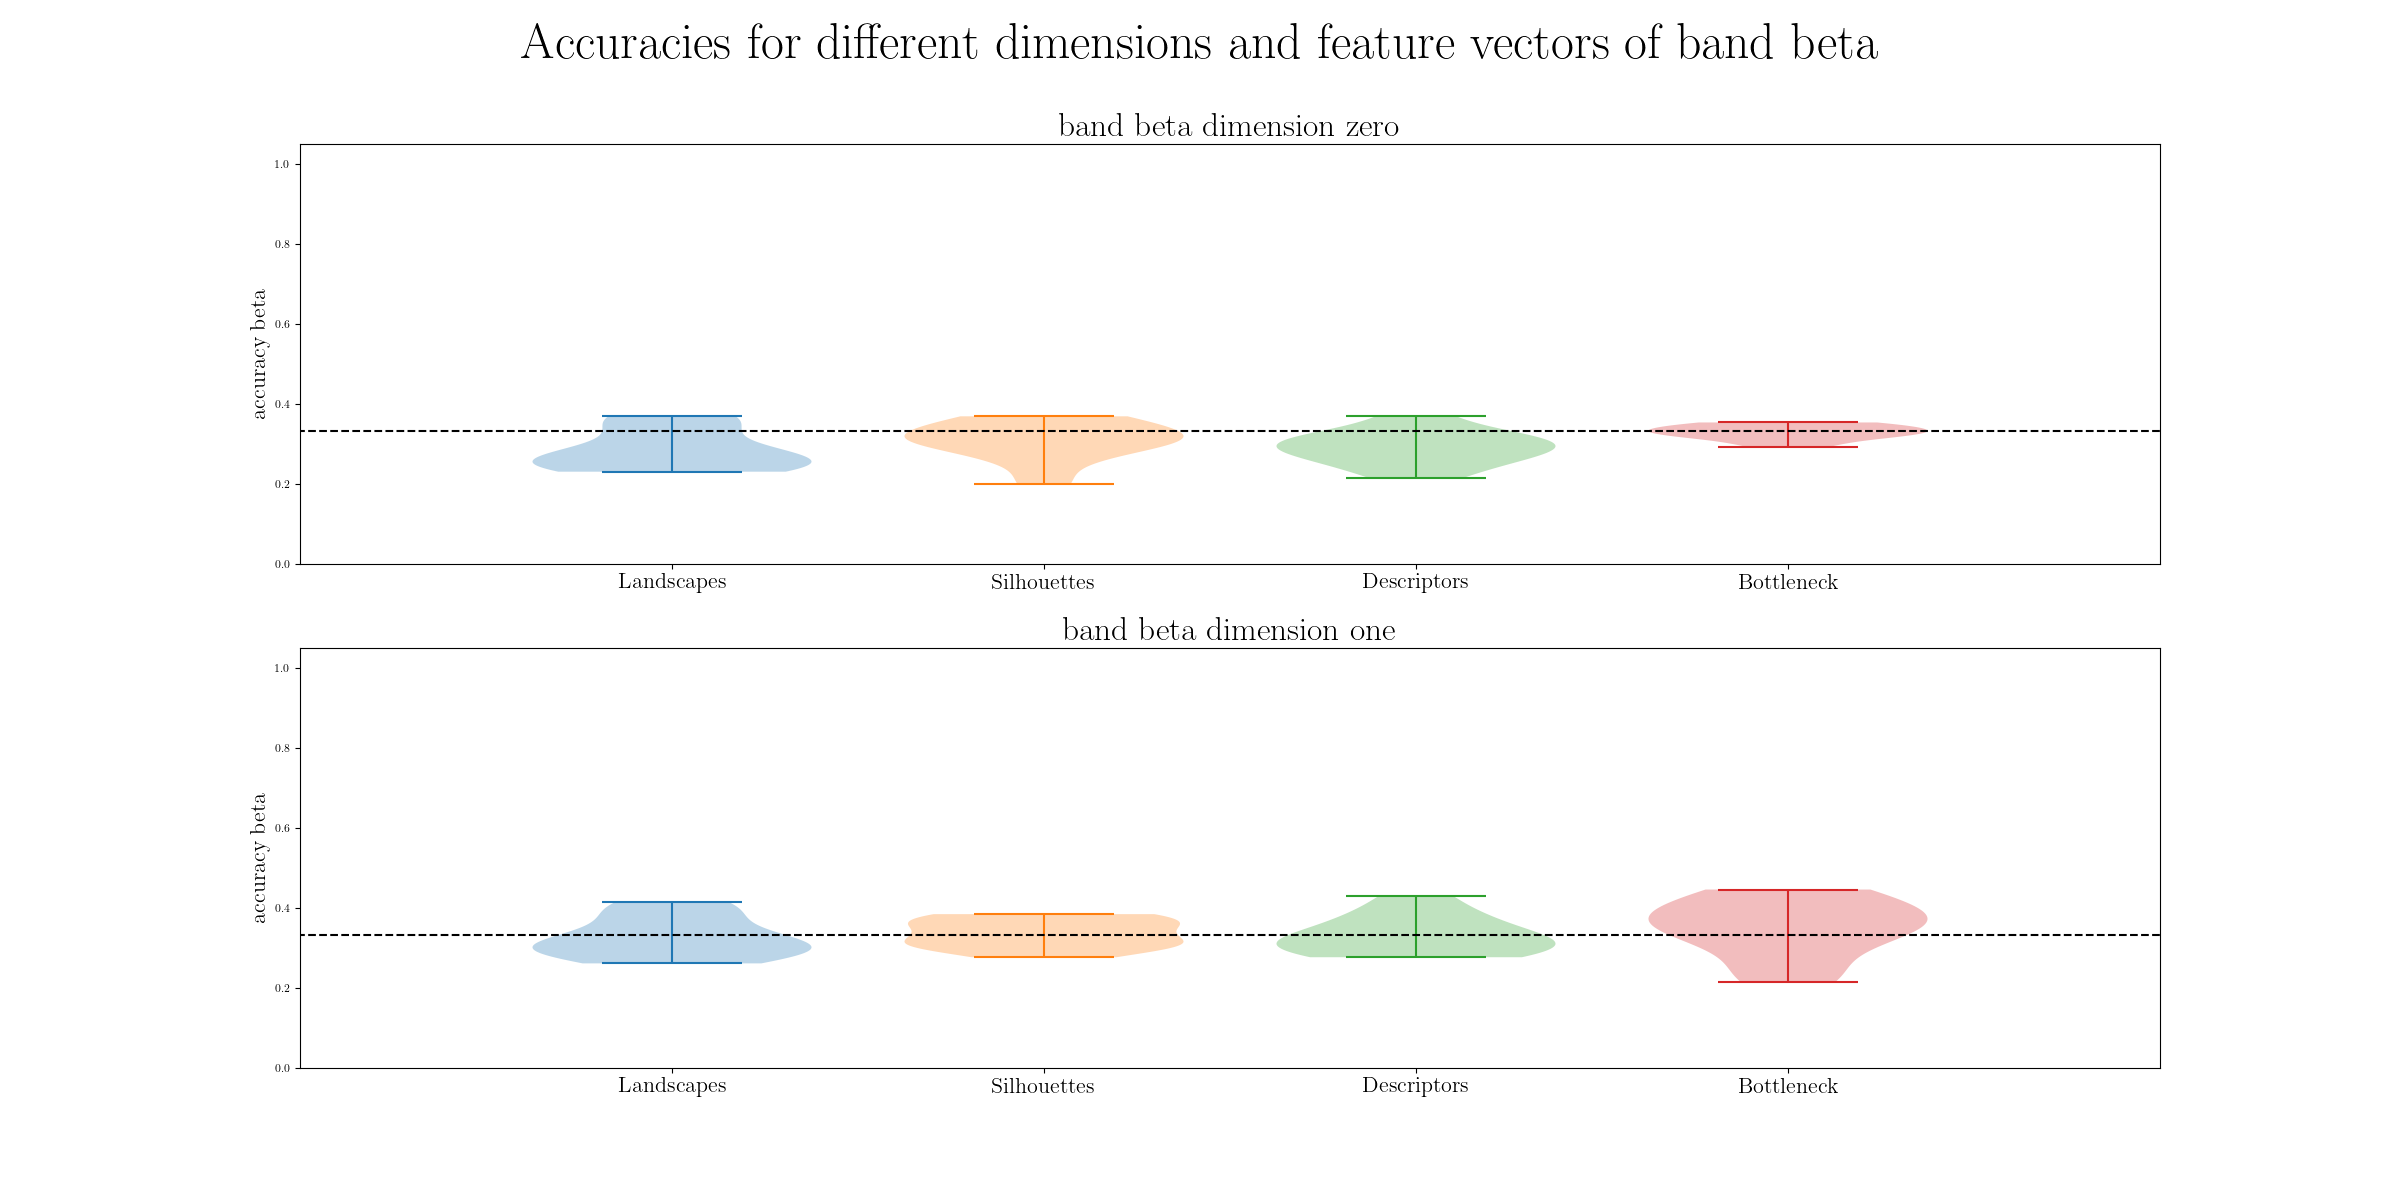 Accuracies for different dimensions and feature vectors of band beta
band beta dimension zero
1.0
0.8
0.6
0.4
0.2
0.0
accuracy beta
Landscapes Silhouettes Descriptors Bottleneck
band beta dimension one
1.0
0.8
0.6
0.4
0.2
0.0
accuracy beta
Landscapes Silhouettes Descriptors Bottleneck